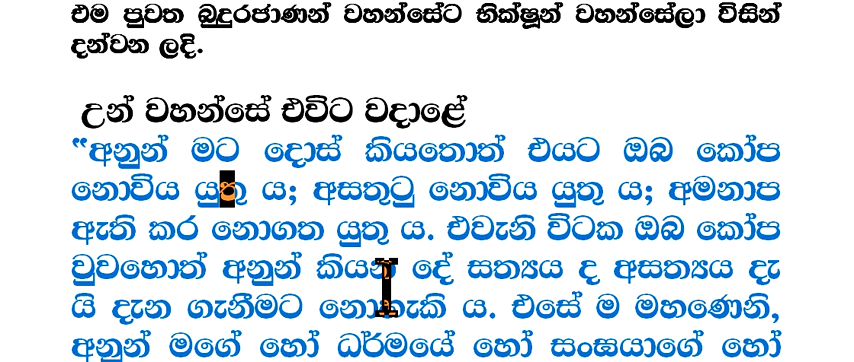 එම පුවත බුදුරජාණන් වහන්සේට භික්ෂූන් වහන්සේලා විසින්
දන්වන ලදි.
උන් වහන්සේ එවිට වදාළේ
“අනුන් මට දොස් කියතොත් එයට ඔබ කෝප
නොවිය යුතු ය; අසතුටු නොවිය යුතු ය; අමනාප
ඇති කර නොගත යුතු ය. එවැනි විටක ඔබ කෝප
වුවහොත් අනුන් කියන දේ සත්‍යය ද අසත්‍යය දැ
යි දැන ගැනීමට නොහැකි ය. එසේ ම මහණෙනි,
අනුන් මගේ හෝ ධර්මයේ හෝ සංඝයාගේ හෝ